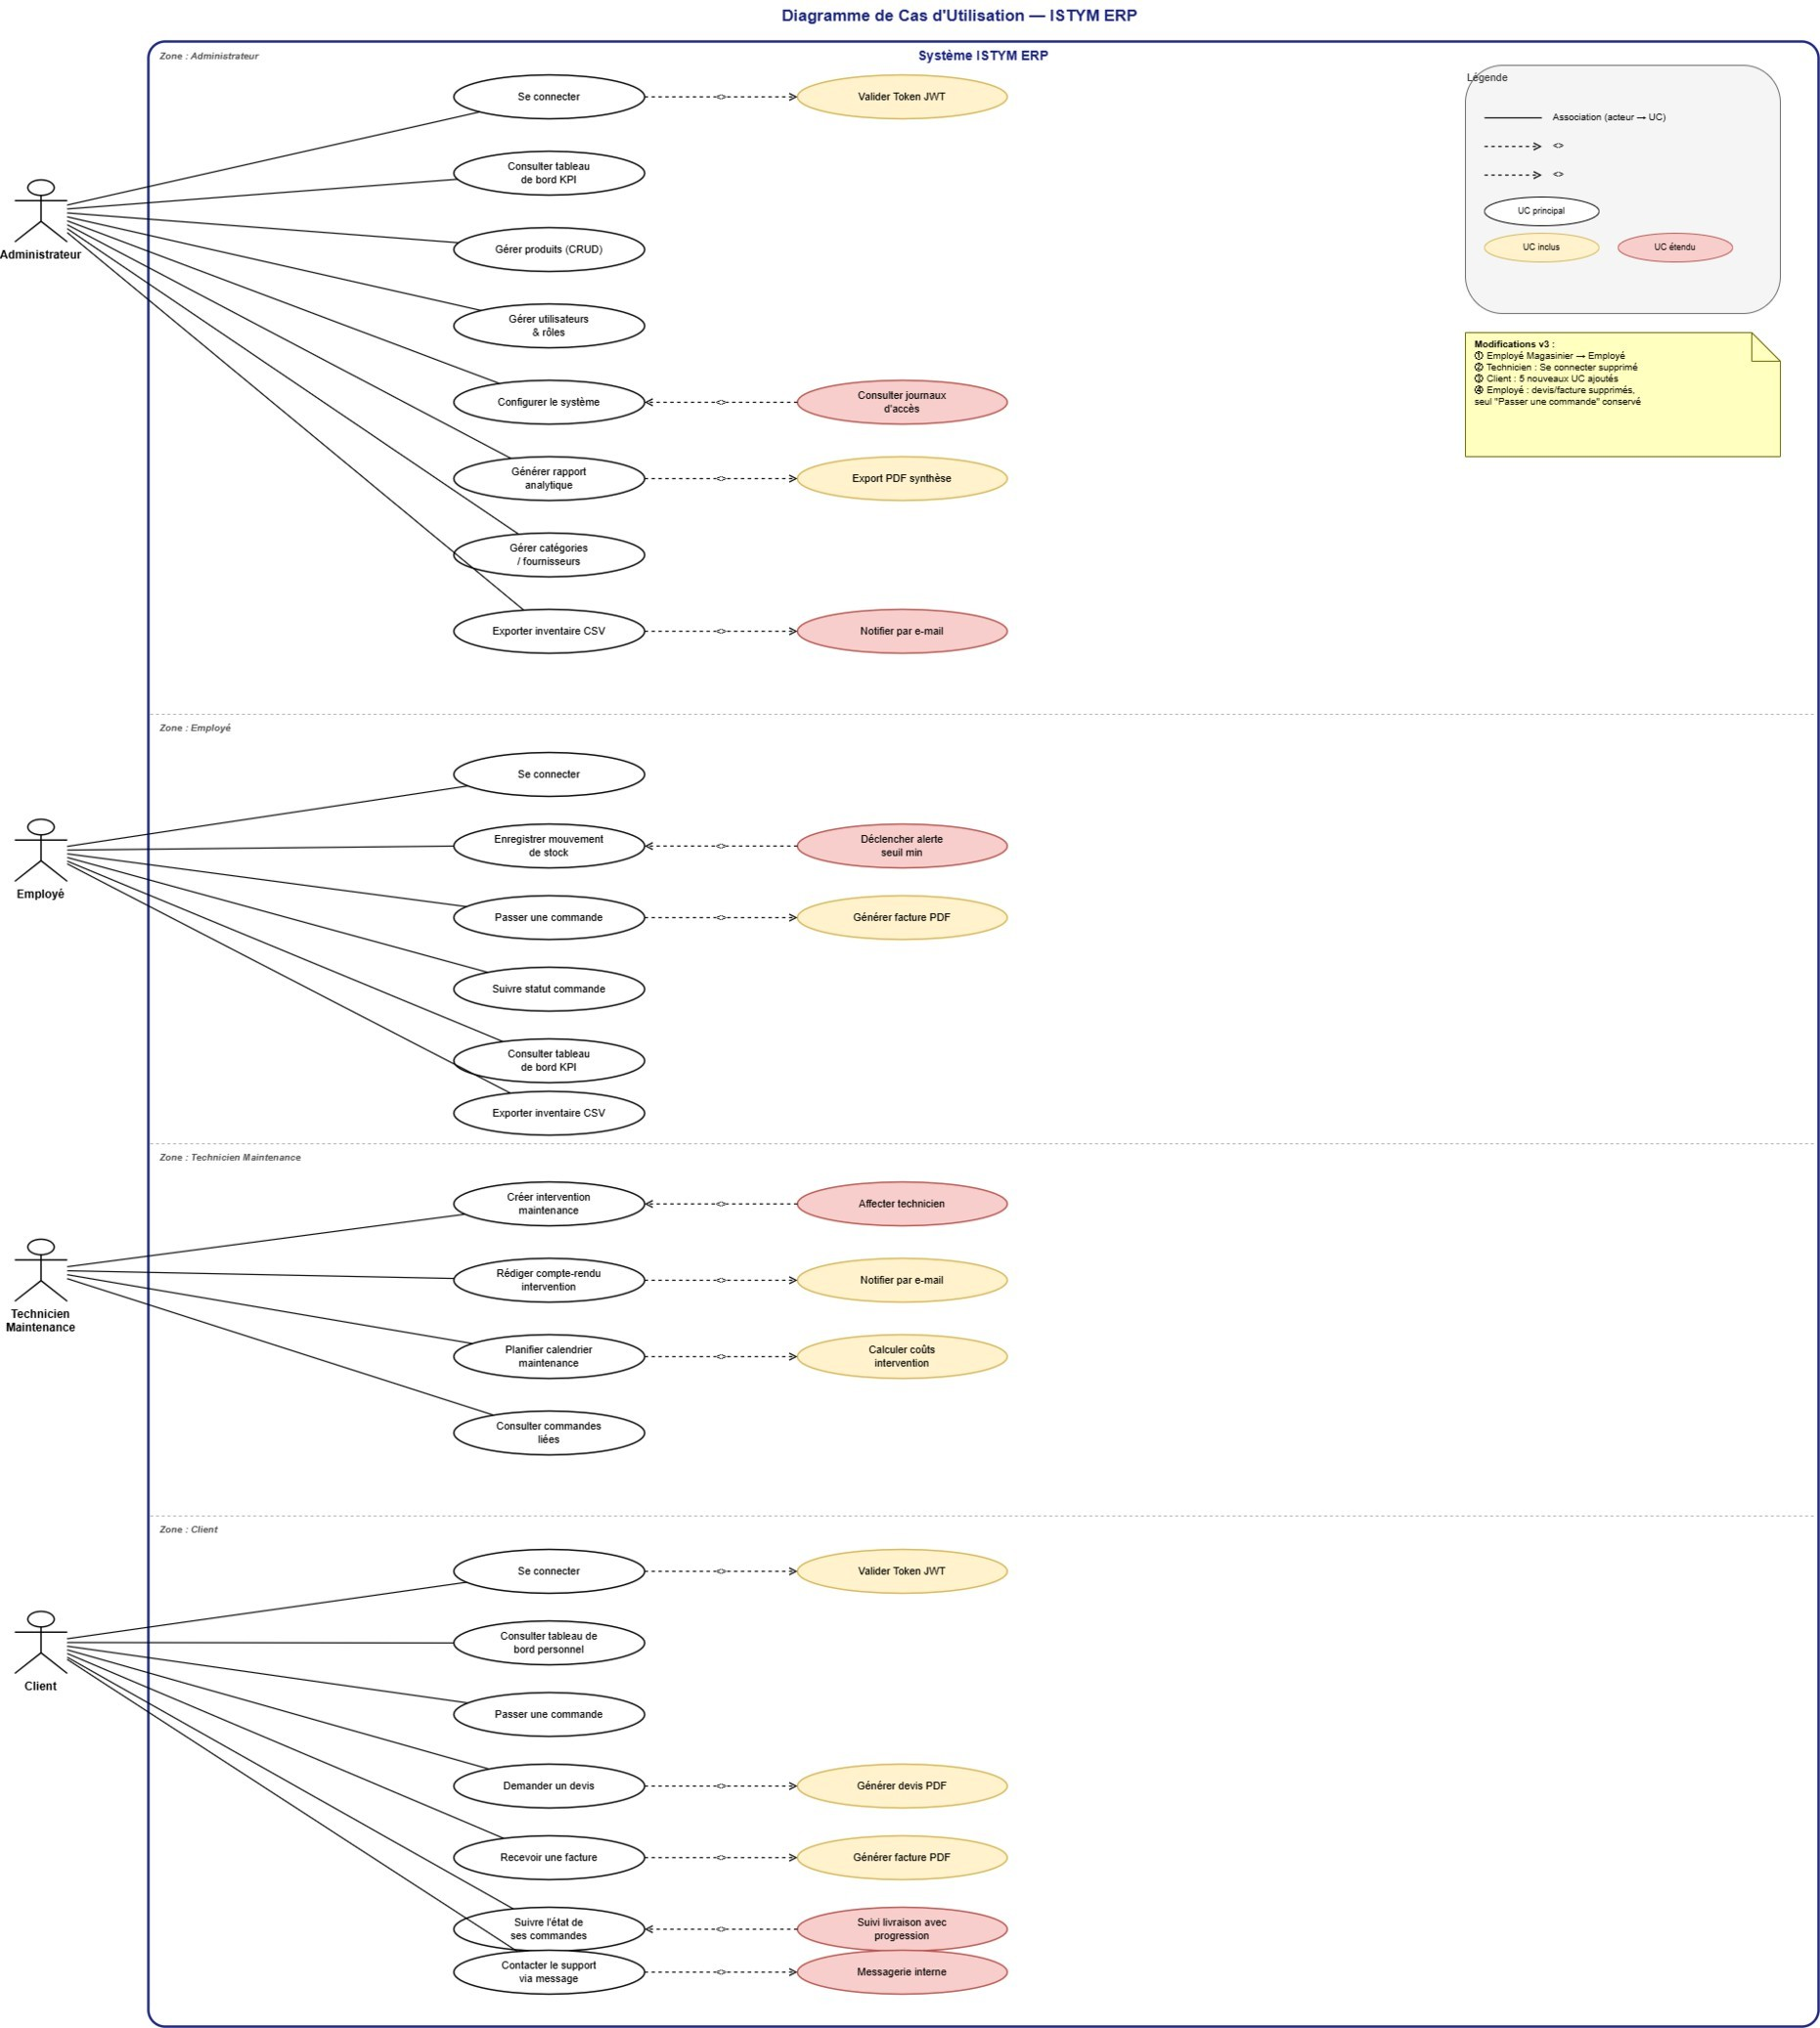 Diagramme de Cas d'Utilisation — ISTYM ERP
Zone : Administrateur
Système ISTYM ERP
Se connecter
<>
Valider Token JWT
Consulter tableau
de bord KPI
Gérer produits (CRUD)
Administrateur
Gérer utilisateurs
& rôles
Configurer le système
<>
Consulter journaux
d'accès
Générer rapport
analytique
<>
Export PDF synthèse
Gérer catégories
/ fournisseurs
Exporter inventaire CSV
<>
Notifier par e-mail
Légende
Association (acteur → UC)
<>
<>
UC principal
UC inclus
UC étendu
Modifications v3 :
① Employé Magasinier → Employé
② Technicien : Se connecter supprimé
③ Client : 5 nouveaux UC ajoutés
④ Employé : devis/facture supprimés,
seul "Passer une commande" conservé
Zone : Employé
Se connecter
Enregistrer mouvement
de stock
<>
Déclencher alerte
seuil min
Employé
Passer une commande
<>
Générer facture PDF
Suivre statut commande
Consulter tableau
de bord KPI
Exporter inventaire CSV
Zone : Technicien Maintenance
Créer intervention
maintenance
<>
Affecter technicien
Rédiger compte-rendu
intervention
<>
Notifier par e-mail
Technicien
Maintenance
Planifier calendrier
maintenance
<>
Calculer coûts
intervention
Consulter commandes
liées
Zone : Client
Se connecter
<>
Valider Token JWT
Consulter tableau de
bord personnel
Client
Passer une commande
Demander un devis
<>
Générer devis PDF
Recevoir une facture
<>
Générer facture PDF
Suivre l'état de
ses commandes
<>
Suivi livraison avec
progression
Contacter le support
via message
<>
Messagerie interne